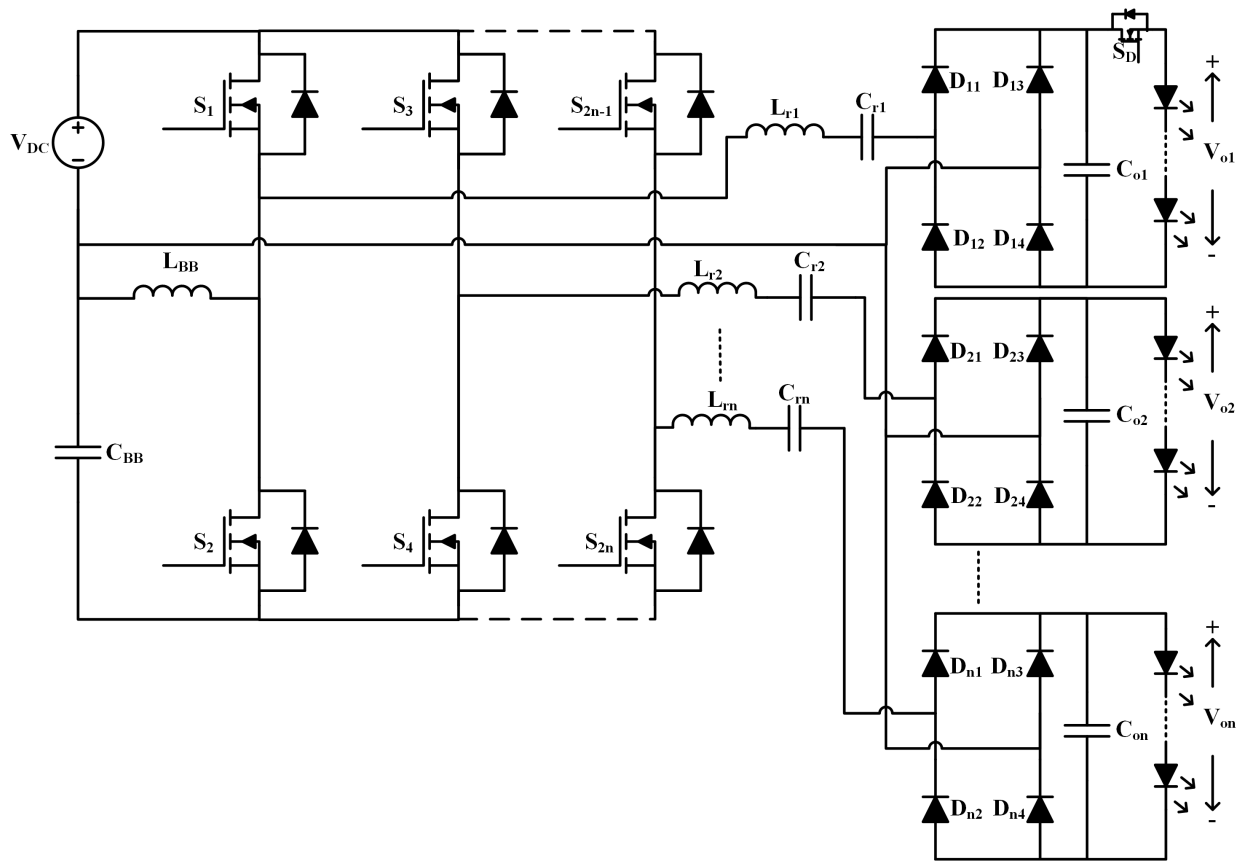 S_D
+
D_11
D_13
S_1
S_3
S_2n-1
C_r1
L_r1
+
V_DC
−
V_o1
C_o1
D_12
D_14
-
L_BB
L_r2
C_r2
+
D_21
D_23
L_rn
C_rn
V_o2
C_o2
C_BB
D_22
D_24
-
S_2
S_4
S_2n
+
D_n1
D_n3
V_on
C_on
D_n2
D_n4
-